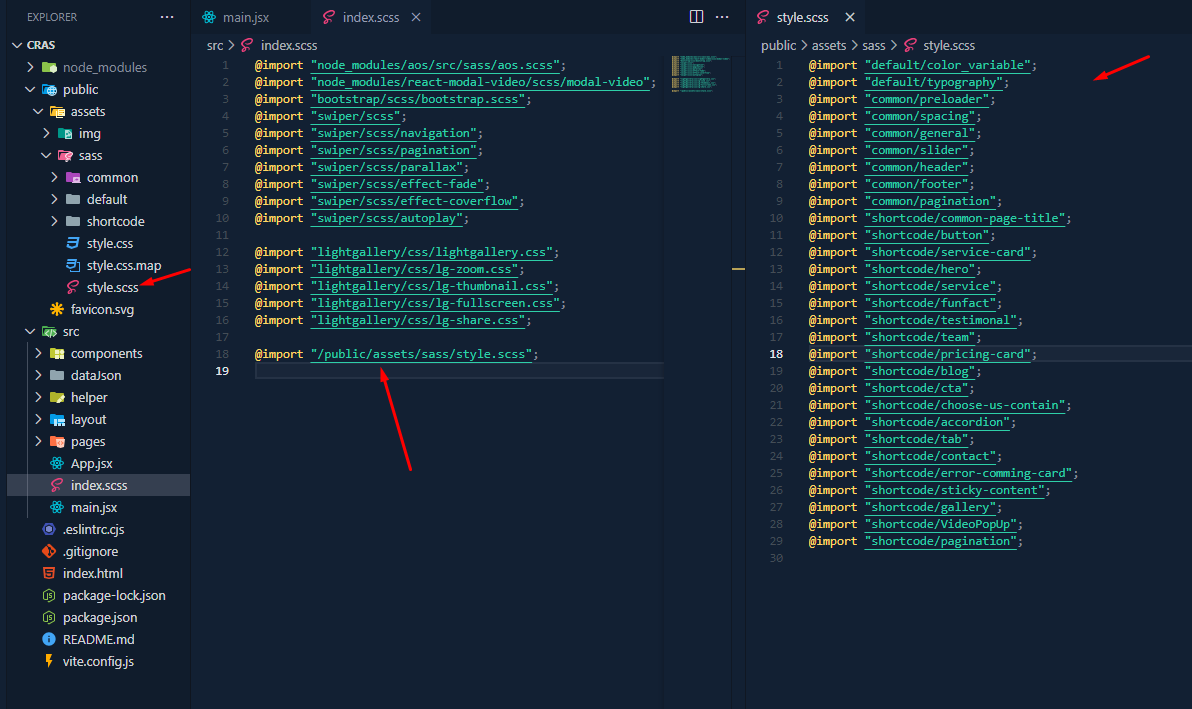 EXPLORER
CRAS
node_modules
public
assets
img
sass
common
default
shortcode
style.css
style.css.map
style.scss
favicon.svg
src
components
dataJson
helper
layout
pages
App.jsx
index.scss
main.jsx
.eslintrc.cjs
.gitignore
index.html
package-lock.json
package.json
README.md
vite.config.js
main.jsx
index.scss
src > index.scss
1 @import "node_modules/aos/src/sass/aos.scss";
2 @import "node_modules/react-modal-video/scss/modal-video";
3 @import "bootstrap/scss/bootstrap.scss";
4 @import "swiper/scss";
5 @import "swiper/scss/navigation";
6 @import "swiper/scss/pagination";
7 @import "swiper/scss/parallax";
8 @import "swiper/scss/effect-fade";
9 @import "swiper/scss/effect-coverflow";
10 @import "swiper/scss/autoplay";
11
12 @import "lightgallery/css/lightgallery.css";
13 @import "lightgallery/css/lg-zoom.css";
14 @import "lightgallery/css/lg-thumbnail.css";
15 @import "lightgallery/css/lg-fullscreen.css";
16 @import "lightgallery/css/lg-share.css";
17
18 @import "/public/assets/sass/style.scss";
19
style.scss
public > assets > sass > style.scss
1 @import "default/color_variable";
2 @import "default/typography";
3 @import "common/preloader";
4 @import "common/spacing";
5 @import "common/general";
6 @import "common/slider";
7 @import "common/header";
8 @import "common/footer";
9 @import "common/pagination";
10 @import "shortcode/common-page-title";
11 @import "shortcode/button";
12 @import "shortcode/service-card";
13 @import "shortcode/hero";
14 @import "shortcode/service";
15 @import "shortcode/funfact";
16 @import "shortcode/testimonal";
17 @import "shortcode/team";
18 @import "shortcode/pricing-card";
19 @import "shortcode/blog";
20 @import "shortcode/cta";
21 @import "shortcode/choose-us-contain";
22 @import "shortcode/accordion";
23 @import "shortcode/tab";
24 @import "shortcode/contact";
25 @import "shortcode/error-comming-card";
26 @import "shortcode/sticky-content";
27 @import "shortcode/gallery";
28 @import "shortcode/VideoPopUp";
29 @import "shortcode/pagination";
30